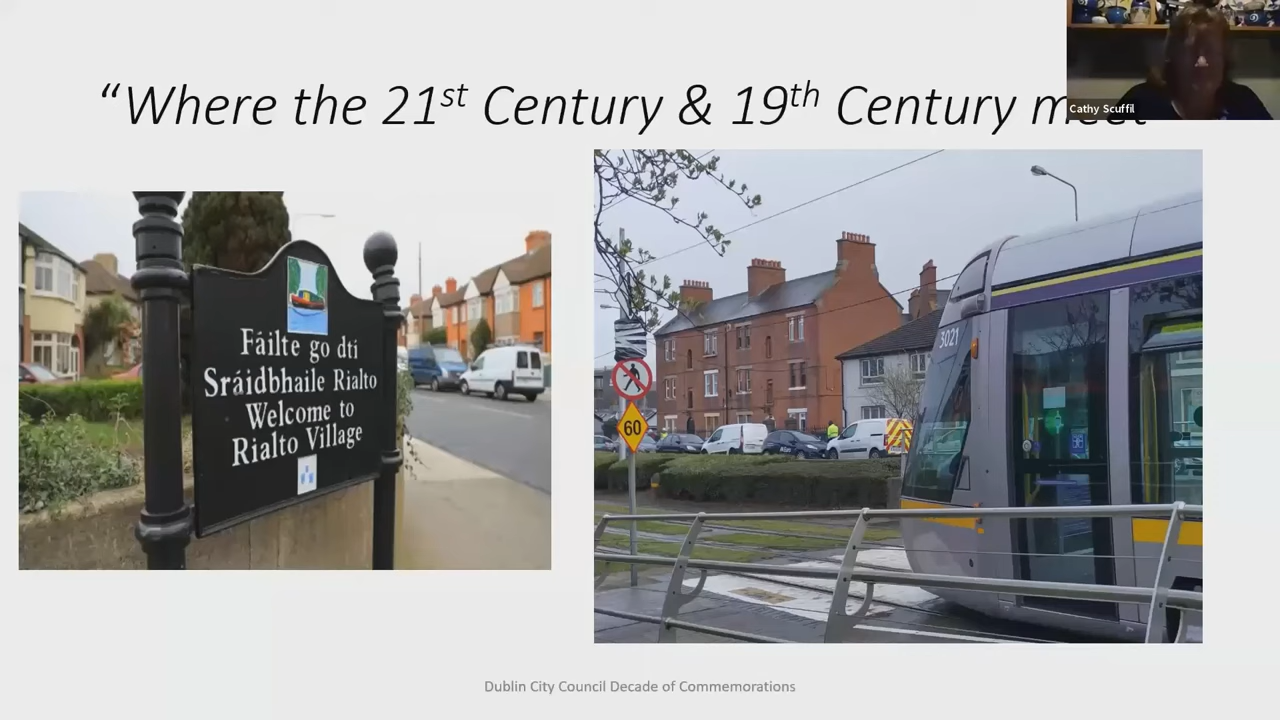 “Where the 21st Century & 19th Century meet
Cathy Scuffil
Fáilte go dti
Sráidbhaile Rialto
Welcome to
Rialto Village
3021
60
Dublin City Council Decade of Commemorations